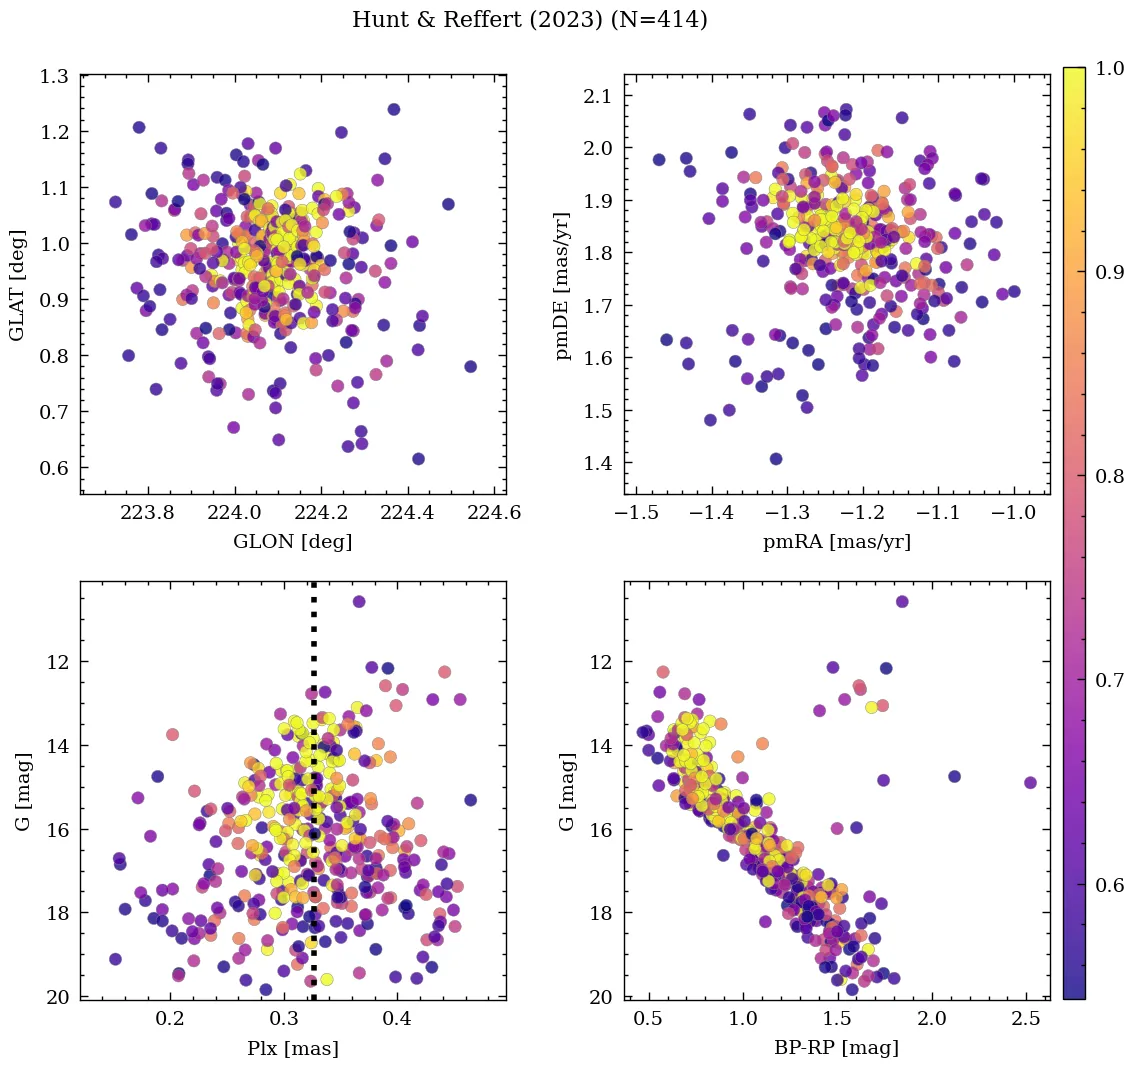 Hunt & Reffert (2023) (N=414)
1.3
1.2
1.1
1.0
0.9
0.8
0.7
0.6
GLAT [deg]
223.8 224.0 224.2 224.4 224.6
GLON [deg]
2.1
2.0
1.9
1.8
1.7
1.6
1.5
1.4
pmDE [mas/yr]
−1.5 −1.4 −1.3 −1.2 −1.1 −1.0
pmRA [mas/yr]
12
14
16
18
20
G [mag]
0.2 0.3 0.4
Plx [mas]
12
14
16
18
20
G [mag]
0.5 1.0 1.5 2.0 2.5
BP-RP [mag]
1.0
0.9
0.8
0.7
0.6